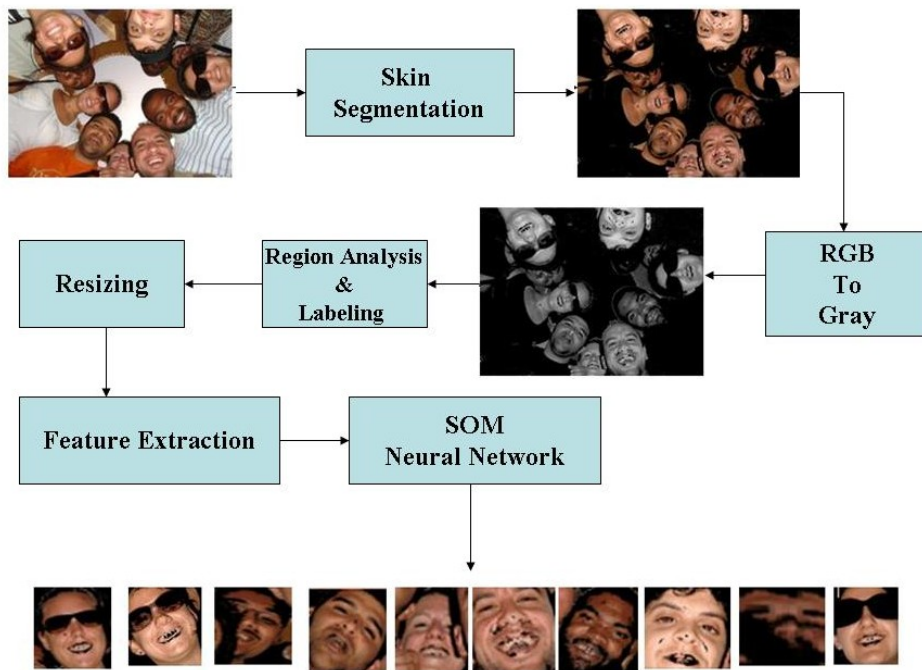 Skin
Segmentation
RGB
To
Gray
Region Analysis
&
Labeling
Resizing
Feature Extraction
SOM
Neural Network